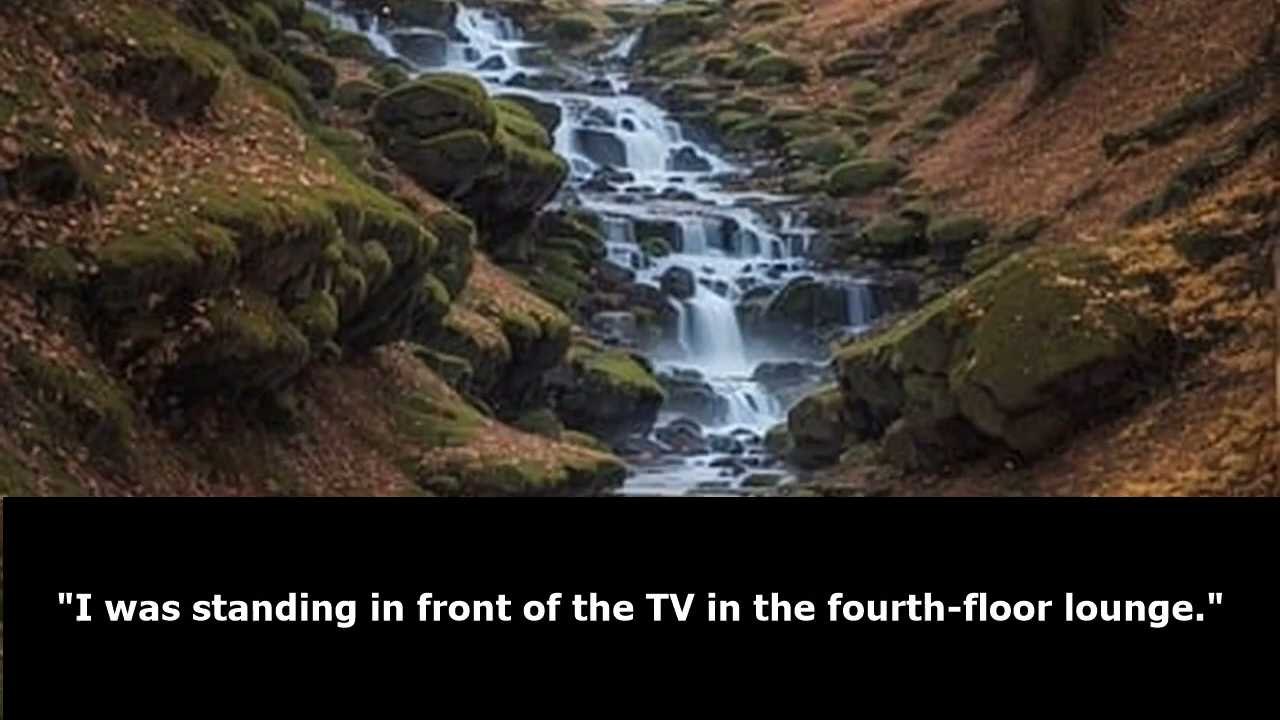 "I was standing in front of the TV in the fourth-floor lounge."